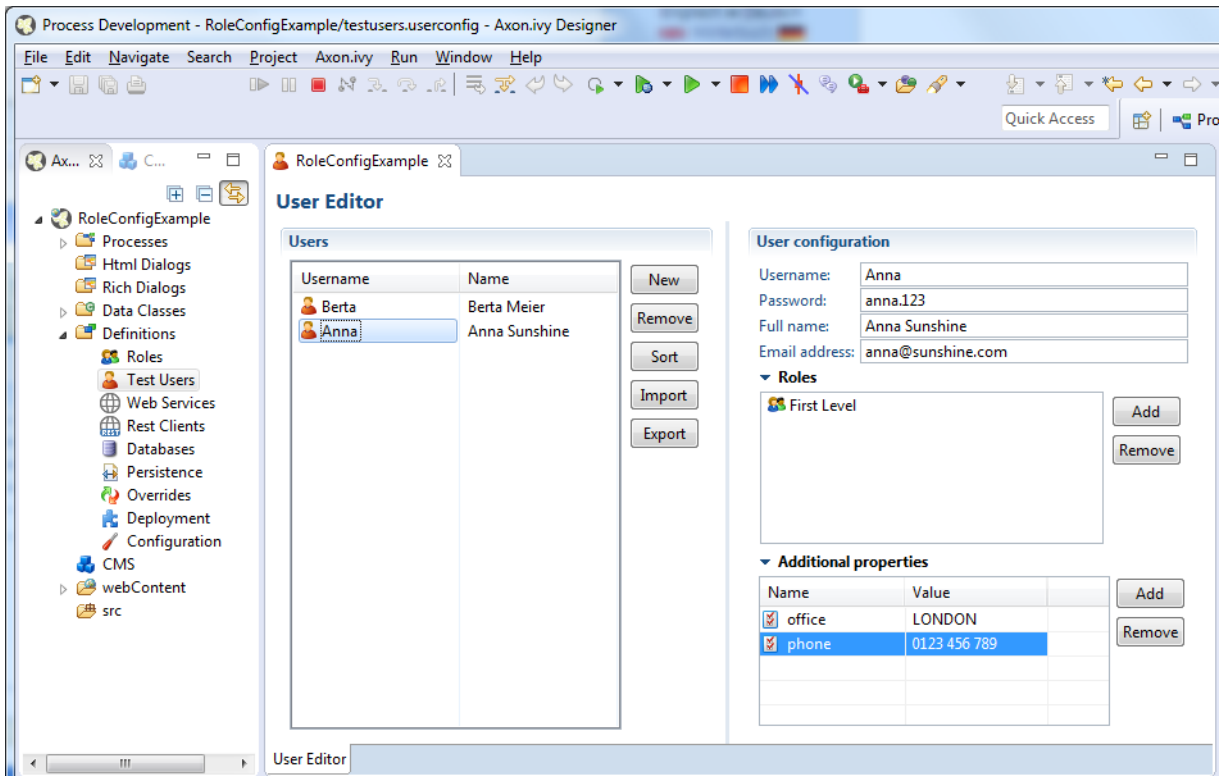 Process Development - RoleConfigExample/testusers.userconfig - Axon.ivy Designer
File Edit Navigate Search Project Axon.ivy Run Window Help
Quick Access
Pro
Ax... C...
RoleConfigExample
Processes
Html Dialogs
Rich Dialogs
Data Classes
Definitions
Roles
Test Users
Web Services
Rest Clients
Databases
Persistence
Overrides
Deployment
Configuration
CMS
webContent
src
RoleConfigExample
User Editor
Users
Username Name
Berta Berta Meier
Anna Anna Sunshine
New
Remove
Sort
Import
Export
User configuration
Username: Anna
Password: anna.123
Full name: Anna Sunshine
Email address: anna@sunshine.com
Roles
First Level
Add
Remove
Additional properties
Name Value
office LONDON
phone 0123 456 789
Add
Remove
User Editor